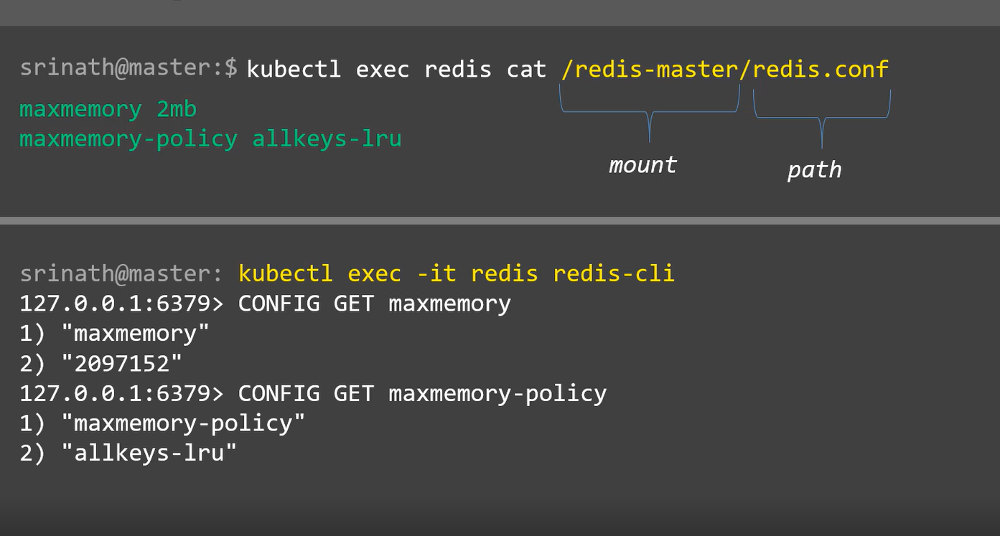 srinath@master:$ kubectl exec redis cat /redis-master/redis.conf
maxmemory 2mb
maxmemory-policy allkeys-lru
mount
path
srinath@master: kubectl exec -it redis redis-cli
127.0.0.1:6379> CONFIG GET maxmemory
1) "maxmemory"
2) "2097152"
127.0.0.1:6379> CONFIG GET maxmemory-policy
1) "maxmemory-policy"
2) "allkeys-lru"